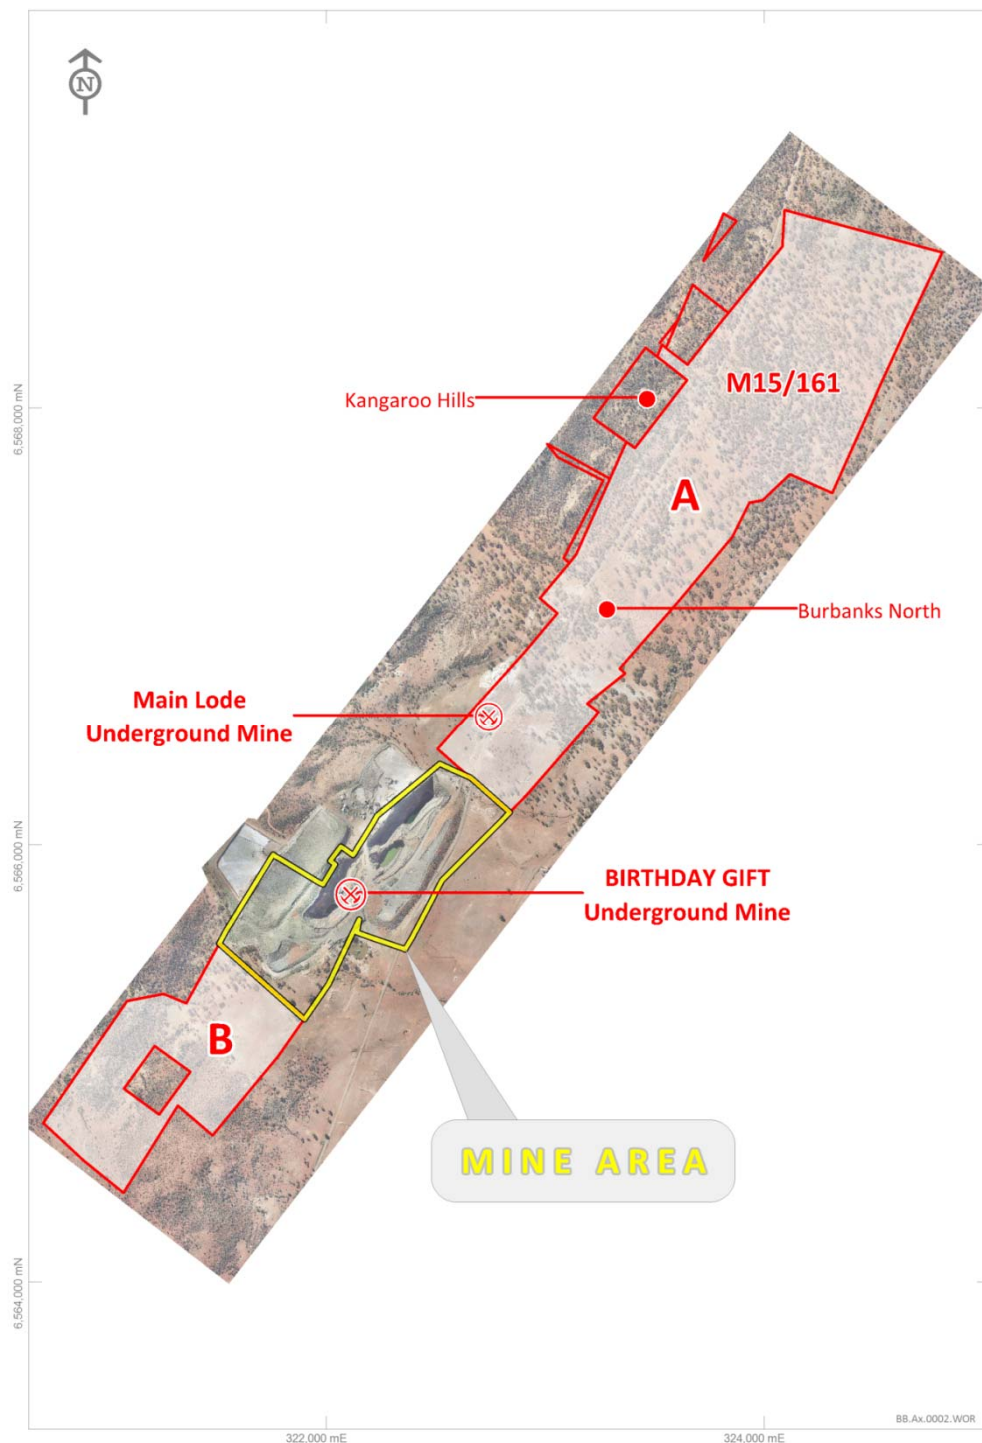 N
M15/161
Kangaroo Hills
6,568,000 mN
A
Burbanks North
Main Lode
Underground Mine
6,566,000 mN
BIRTHDAY GIFT
Underground Mine
B
MINE AREA
6,564,000 mN
BB.Ax.0002.WOR
322,000 mE
324,000 mE